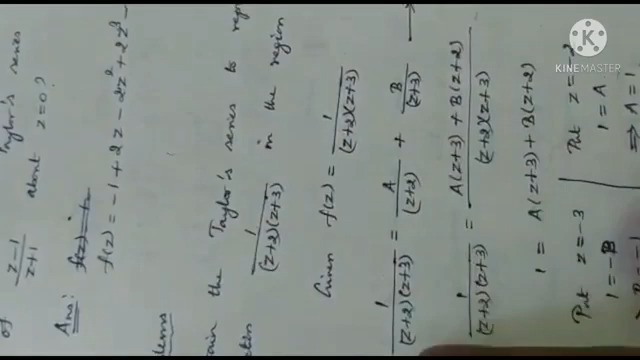 of (z-1)/(z+1) about z=0?
Taylor's series
Ans: f(z) = -1+2z-2z²+2z³-
the Taylor's series to
1/((z+2)(z+3)) in the region
Given f(z) = 1/((z+2)(z+3))
1/((z+2)(z+3)) = A/(z+2) + B/(z+3) →
1/((z+2)(z+3)) = (A(z+3)+B(z+2))/((z+2)(z+3))
1 = A(z+3)+B(z+2)
Put z=-3 | Put z=-2
1=-B | 1=A
⇒B=-1 | ⇒A=1
KINEMASTER